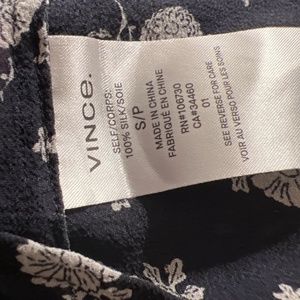 VINCE.
SELF/CORPS:
100% SILK/SOIE
S/P
MADE IN CHINA
FABRIQUÉ EN CHINE
RN#106730
CA#34460
01
SEE REVERSE FOR CARE
VOIR AU VERSO POUR LES SOINS